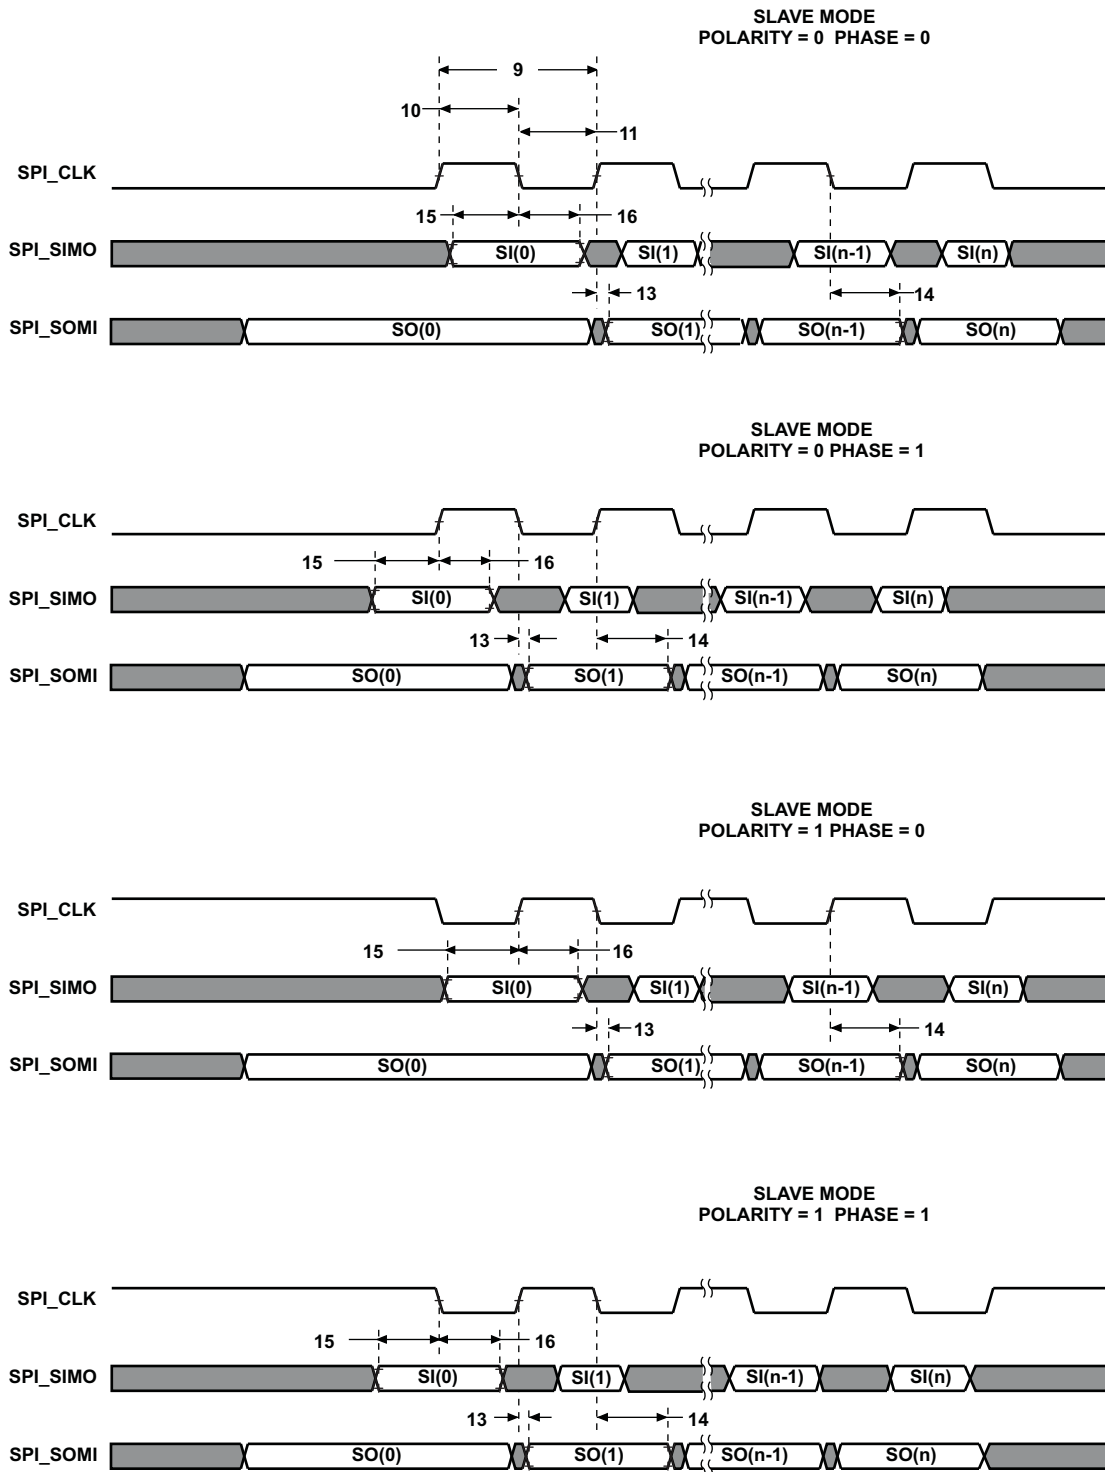 SLAVE MODE
POLARITY = 0 PHASE = 0
9
10
11
SPI_CLK
15
16
SPI_SIMO
SI(0)
SI(1)
SI(n-1)
SI(n)
13
14
SPI_SOMI
SO(0)
SO(1)
SO(n-1)
SO(n)
SLAVE MODE
POLARITY = 0 PHASE = 1
SPI_CLK
15
16
SPI_SIMO
SI(0)
SI(1)
SI(n-1)
SI(n)
13
14
SPI_SOMI
SO(0)
SO(1)
SO(n-1)
SO(n)
SLAVE MODE
POLARITY = 1 PHASE = 0
SPI_CLK
15
16
SPI_SIMO
SI(0)
SI(1)
SI(n-1)
SI(n)
13
14
SPI_SOMI
SO(0)
SO(1)
SO(n-1)
SO(n)
SLAVE MODE
POLARITY = 1 PHASE = 1
SPI_CLK
15
16
SPI_SIMO
SI(0)
SI(1)
SI(n-1)
SI(n)
13
14
SPI_SOMI
SO(0)
SO(1)
SO(n-1)
SO(n)